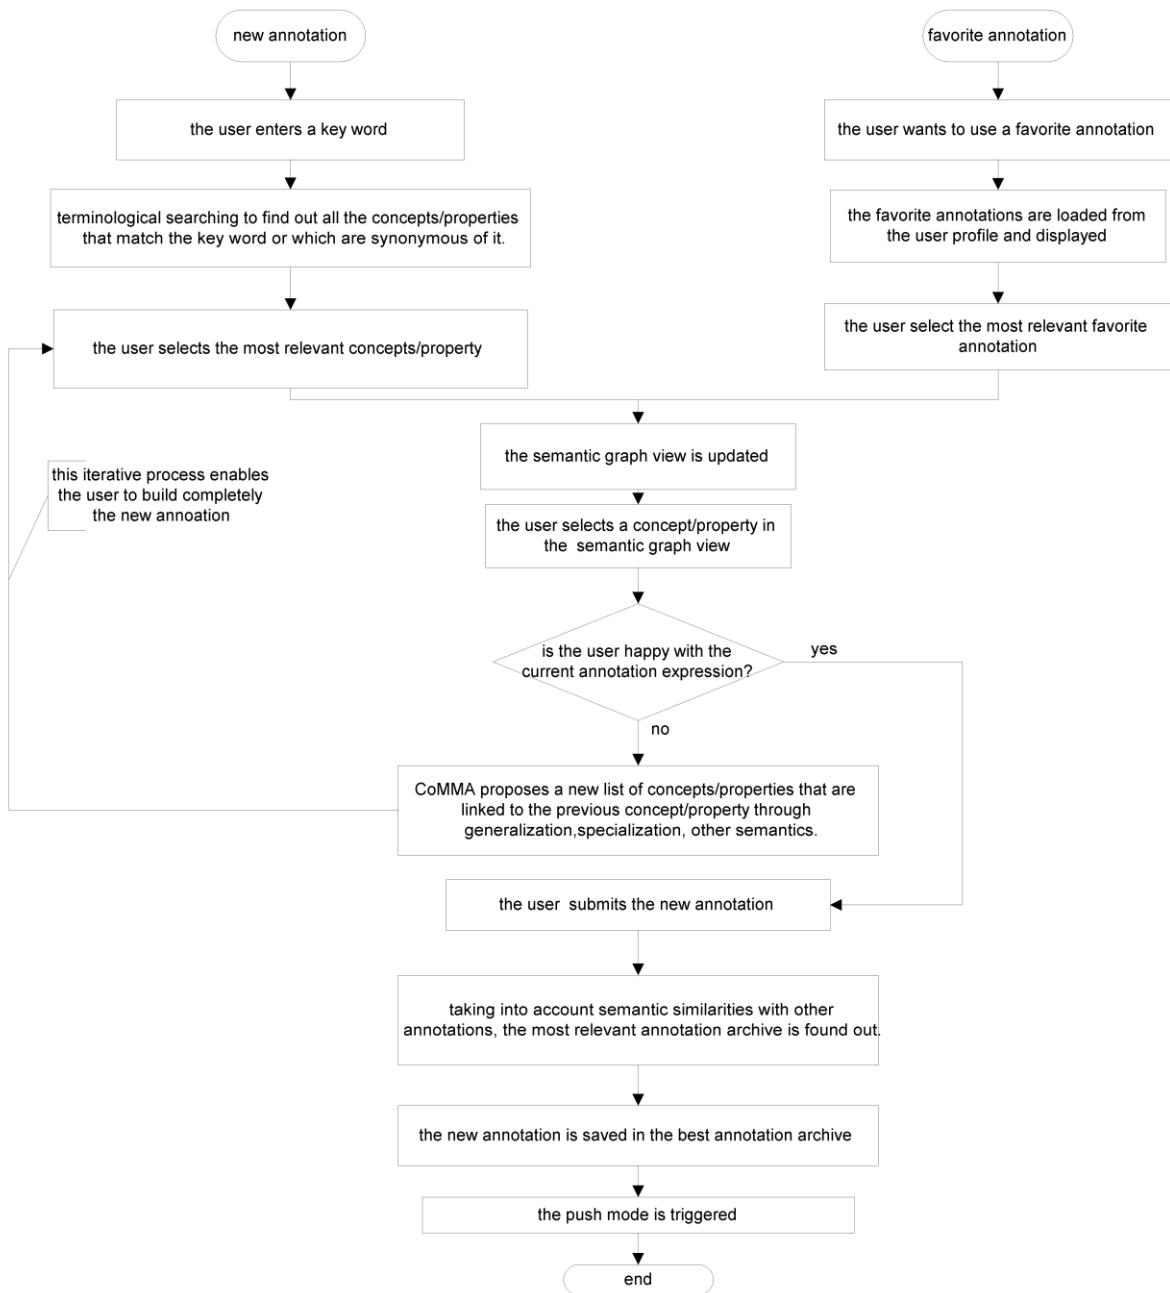 new annotation
favorite annotation
the user enters a key word
the user wants to use a favorite annotation
terminological searching to find out all the concepts/properties
that match the key word or which are synonymous of it.
the favorite annotations are loaded from
the user profile and displayed
the user selects the most relevant concepts/property
the user select the most relevant favorite
annotation
the semantic graph view is updated
this iterative process enables
the user to build completely
the new annoation
the user selects a concept/property in
the semantic graph view
is the user happy with the
current annotation expression?
yes
no
CoMMA proposes a new list of concepts/properties that are
linked to the previous concept/property through
generalization,specialization, other semantics.
the user submits the new annotation
taking into account semantic similarities with other
annotations, the most relevant annotation archive is found out.
the new annotation is saved in the best annotation archive
the push mode is triggered
end